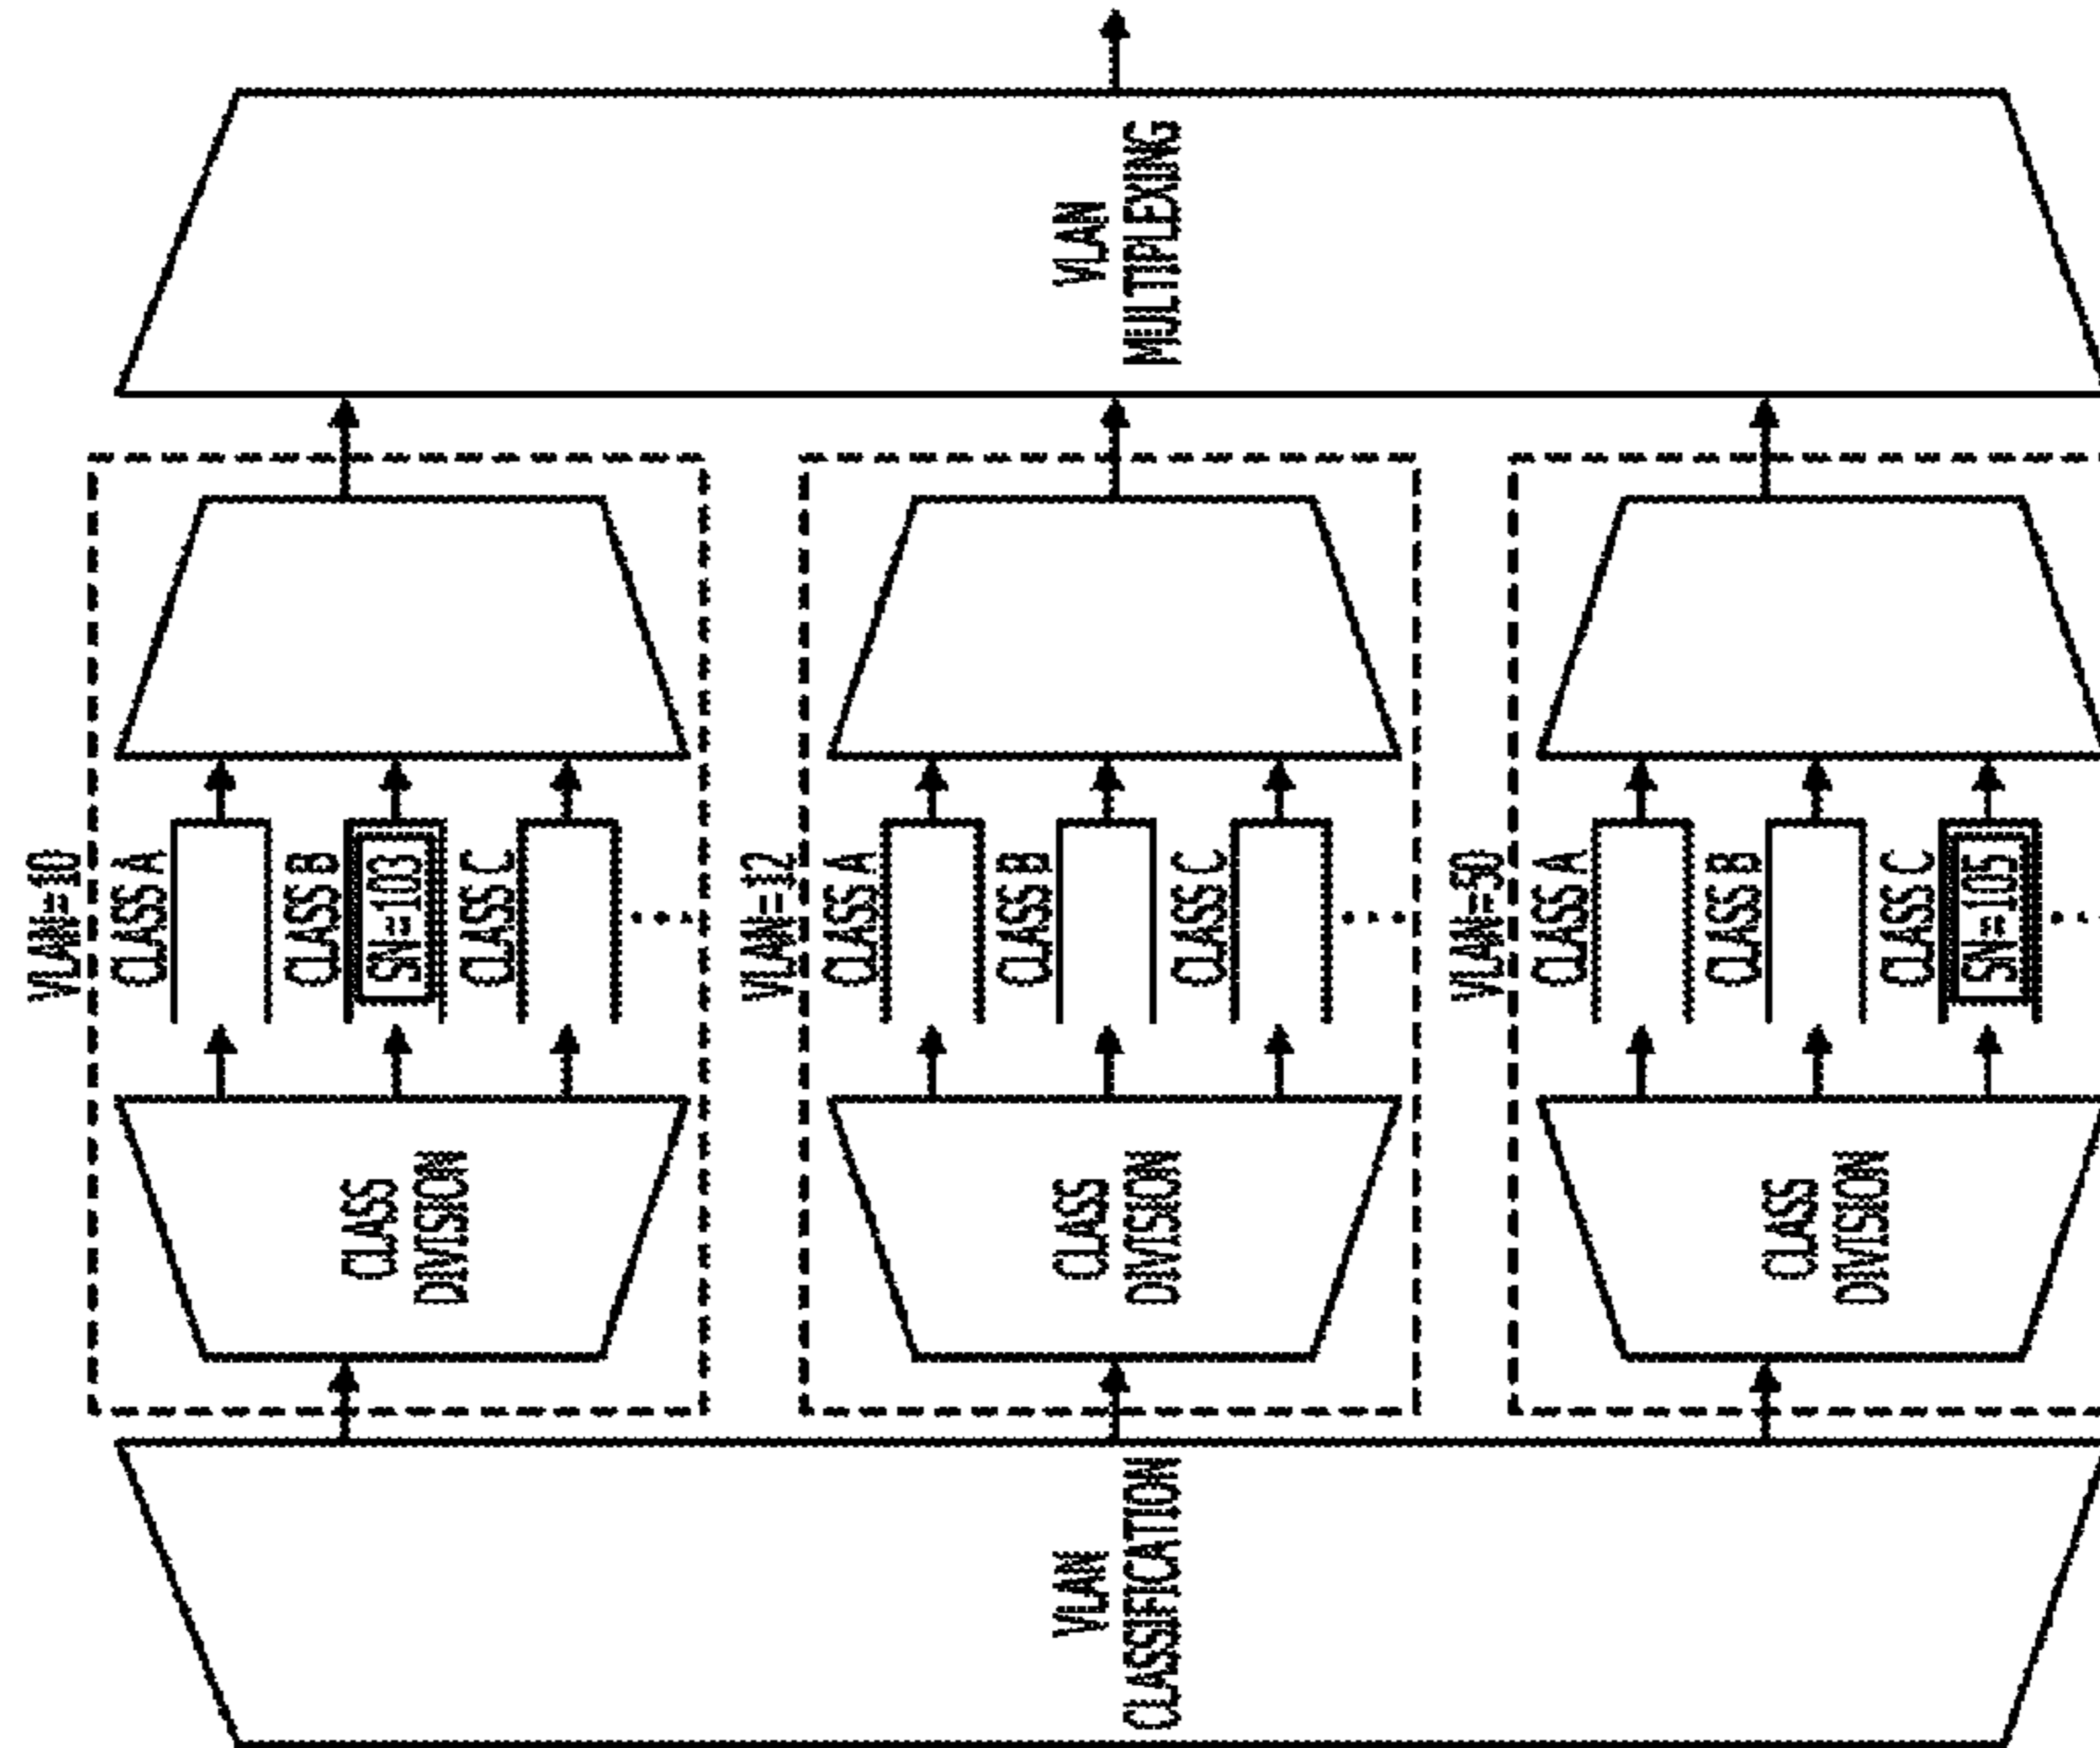 VLAN
CLASSIFICATION
VLAN=10
CLASS
DIVISION
CLASS A
CLASS B
SN=103
CLASS C
VLAN=12
CLASS
DIVISION
CLASS A
CLASS B
CLASS C
VLAN=50
CLASS
DIVISION
CLASS A
CLASS B
CLASS C
SN=105
VLAN
MULTIPLEXING